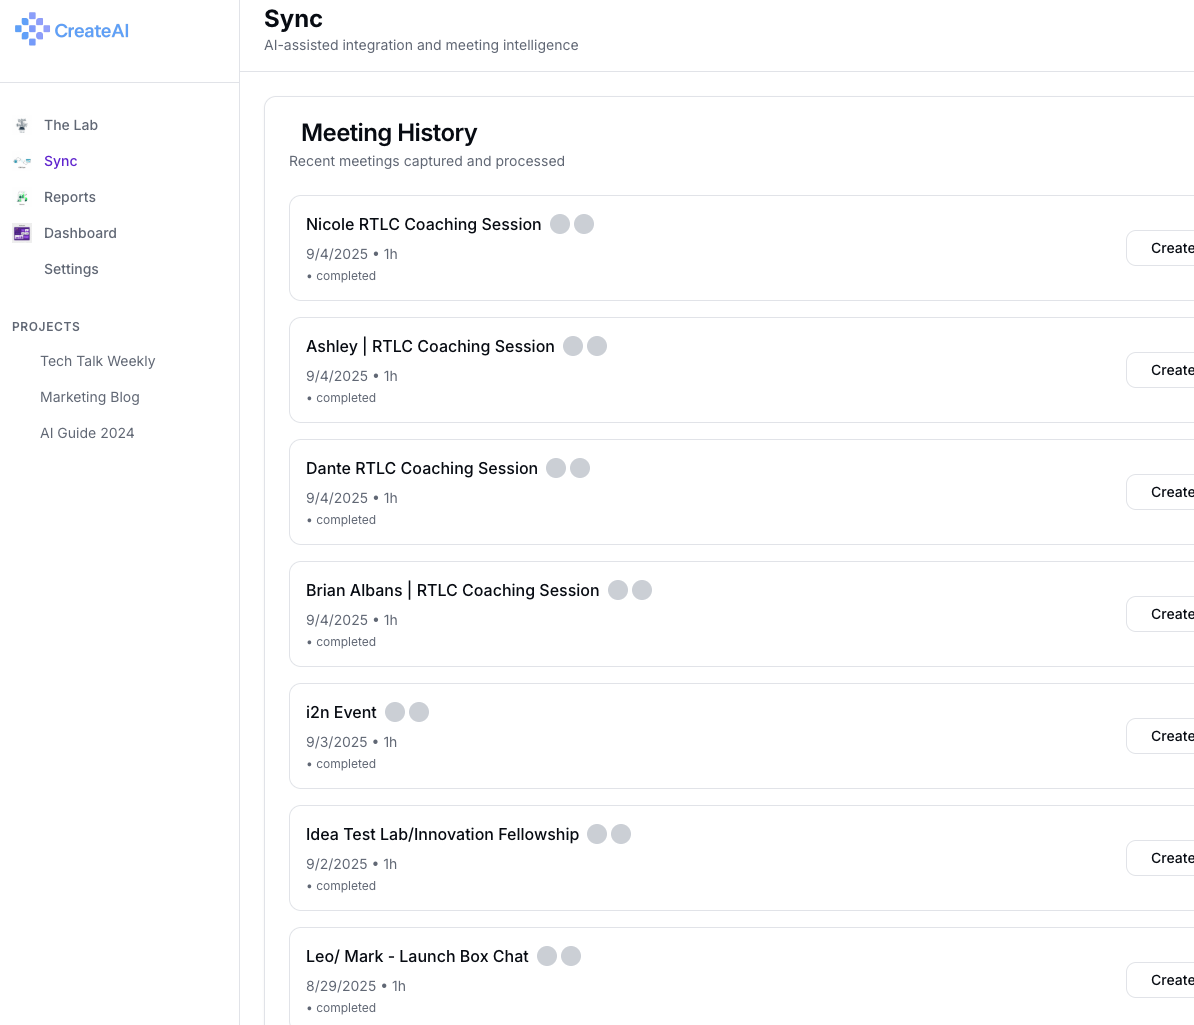 CreateAI
The Lab
Sync
Reports
Dashboard
Settings
PROJECTS
Tech Talk Weekly
Marketing Blog
AI Guide 2024
Sync
AI-assisted integration and meeting intelligence
Meeting History
Recent meetings captured and processed
Nicole RTLC Coaching Session
9/4/2025 • 1h
• completed
Create
Ashley | RTLC Coaching Session
9/4/2025 • 1h
• completed
Create
Dante RTLC Coaching Session
9/4/2025 • 1h
• completed
Create
Brian Albans | RTLC Coaching Session
9/4/2025 • 1h
• completed
Create
i2n Event
9/3/2025 • 1h
• completed
Create
Idea Test Lab/Innovation Fellowship
9/2/2025 • 1h
• completed
Create
Leo/ Mark - Launch Box Chat
8/29/2025 • 1h
• completed
Create